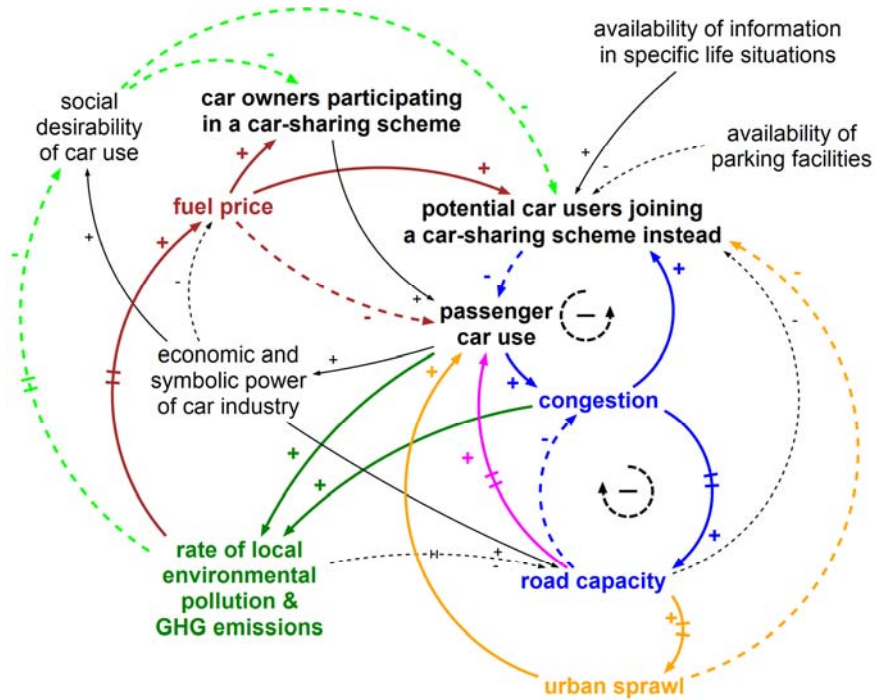 availability of information
in specific life situations
social
desirability
of car use
car owners participating
in a car-sharing scheme
availability of
parking facilities
fuel price
potential car users joining
a car-sharing scheme instead
passenger
car use
economic and
symbolic power
of car industry
congestion
rate of local
environmental
pollution &
GHG emissions
road capacity
urban sprawl